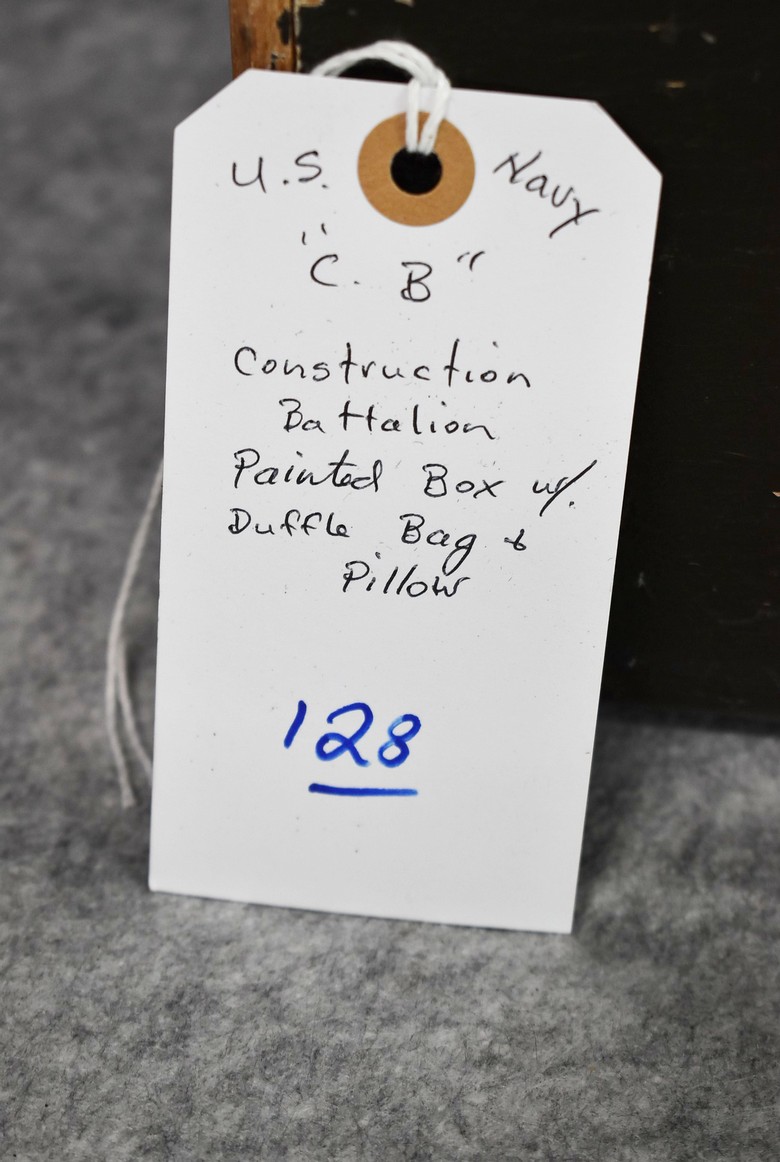 U.S. Navy
"C. B"
Construction
Battalion
Painted Box w/.
Duffle Bag &
Pillow
128